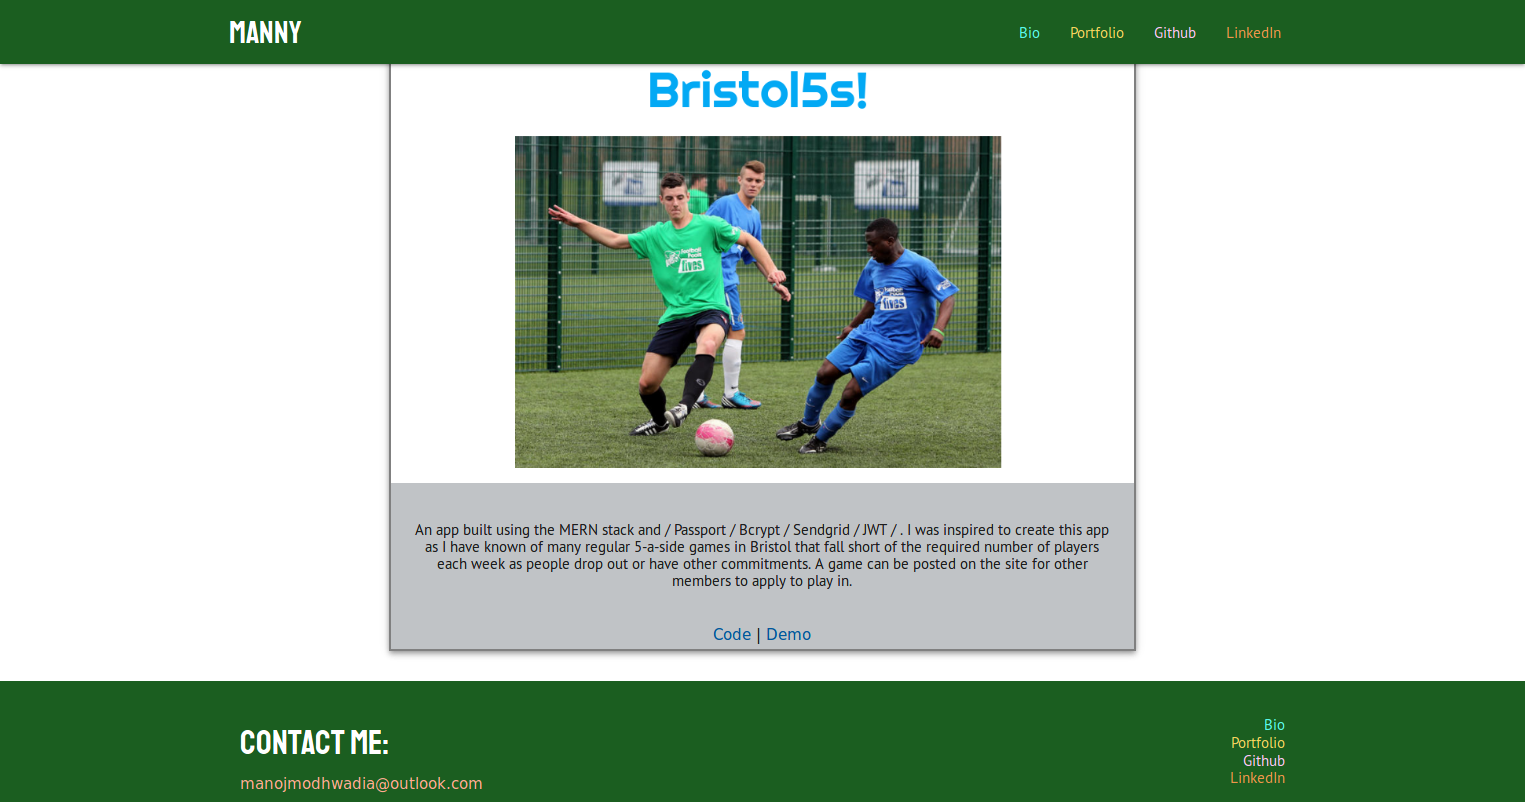 MANNY
Bio Portfolio Github LinkedIn
Bristol5s!
An app built using the MERN stack and / Passport / Bcrypt / Sendgrid / JWT / . I was inspired to create this app
as I have known of many regular 5-a-side games in Bristol that fall short of the required number of players
each week as people drop out or have other commitments. A game can be posted on the site for other
members to apply to play in.
Code | Demo
CONTACT ME:
manojmodhwadia@outlook.com
Bio
Portfolio
Github
LinkedIn